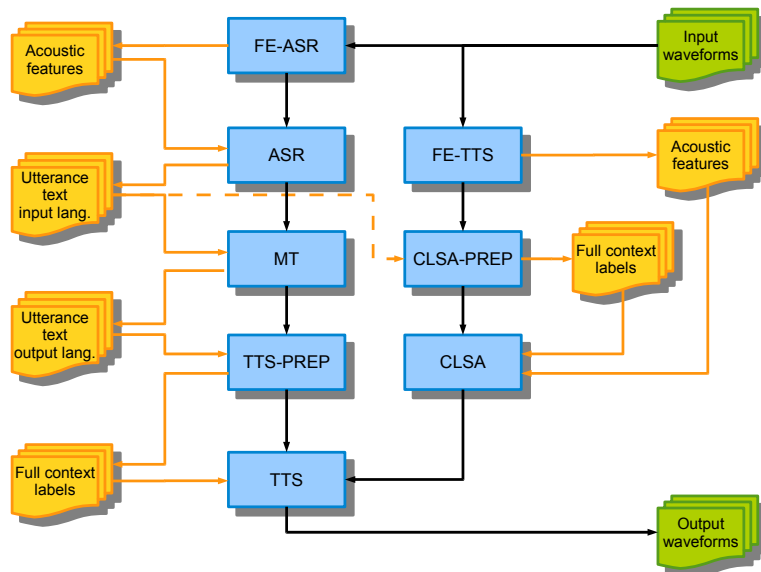 Acoustic
features
FE-ASR
Input
waveforms
ASR
FE-TTS
Acoustic
features
Utterance
text
input lang.
MT
CLSA-PREP
Full context
labels
Utterance
text
output lang.
TTS-PREP
CLSA
Full context
labels
TTS
Output
waveforms